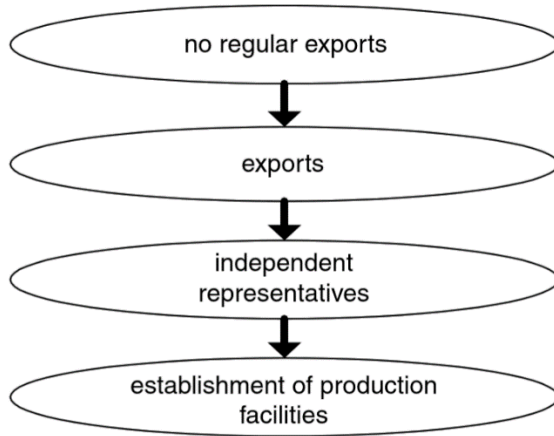 no regular exports
exports
independent
representatives
establishment of production
facilities